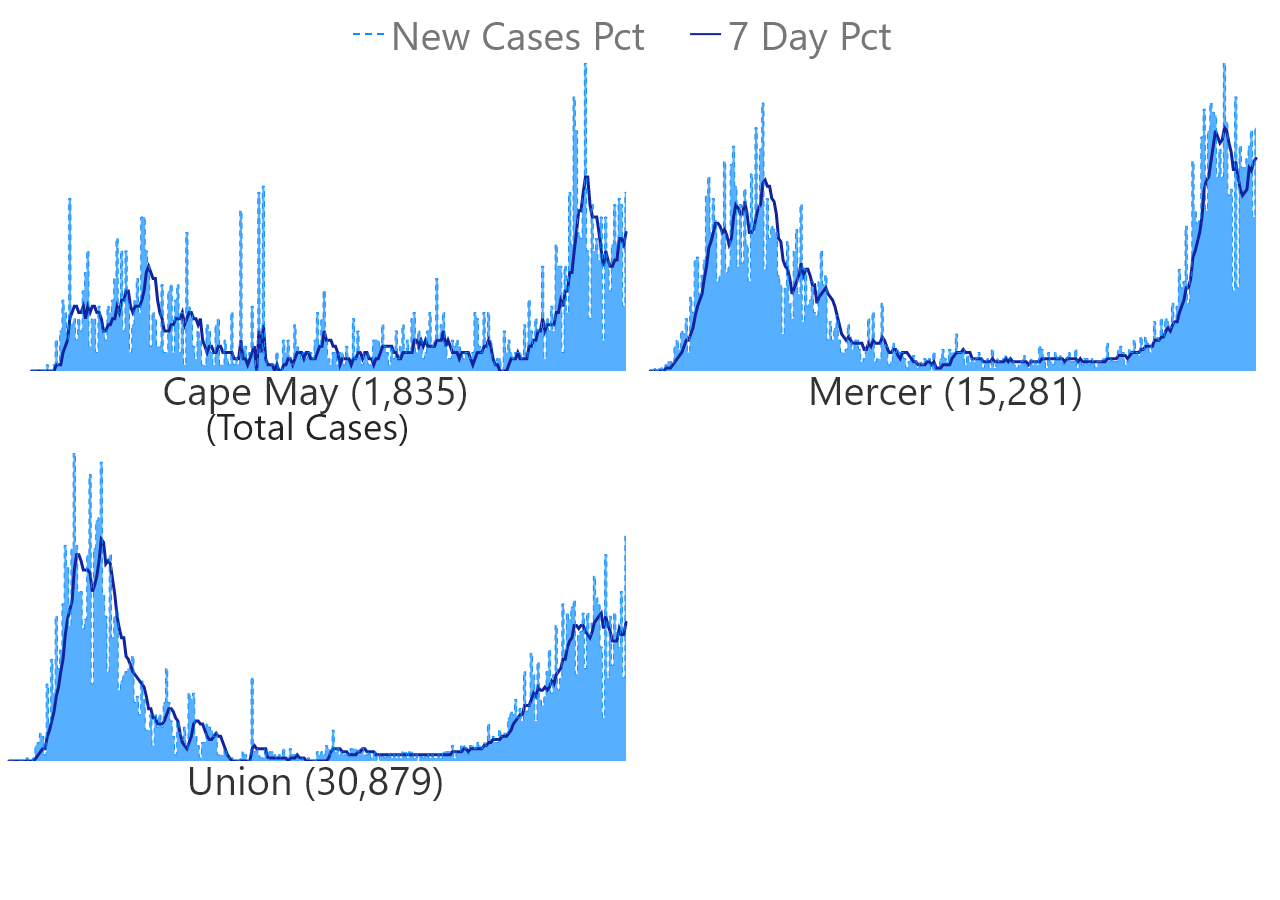 New Cases Pct 7 Day Pct
Cape May (1,835)
(Total Cases)
Mercer (15,281)
Union (30,879)